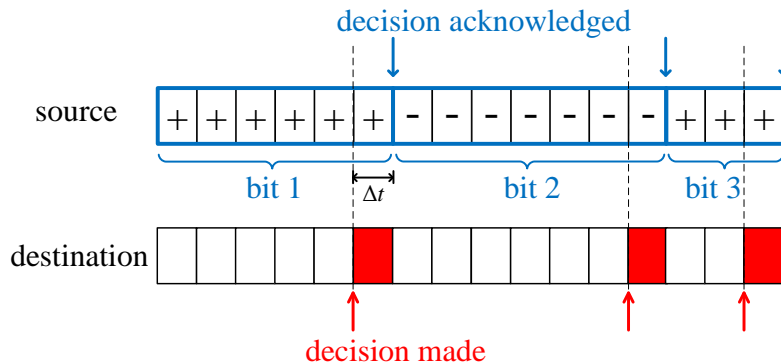 decision acknowledged
source + + + + + + - - - - - - - + + +
bit 1 bit 2 bit 3
Δt
destination
decision made